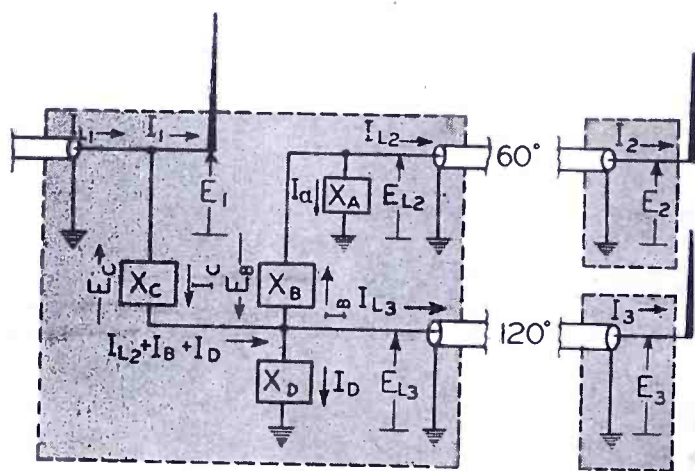 I_L1 I_1
E_1
I_L2
60°
I_2
I_a X_A
E_L2
E_2
E_C X_C I_C
E_B X_B I_B
I_L3
I_L2+I_B+I_D
120°
I_3
X_D I_D
E_L3
E_3